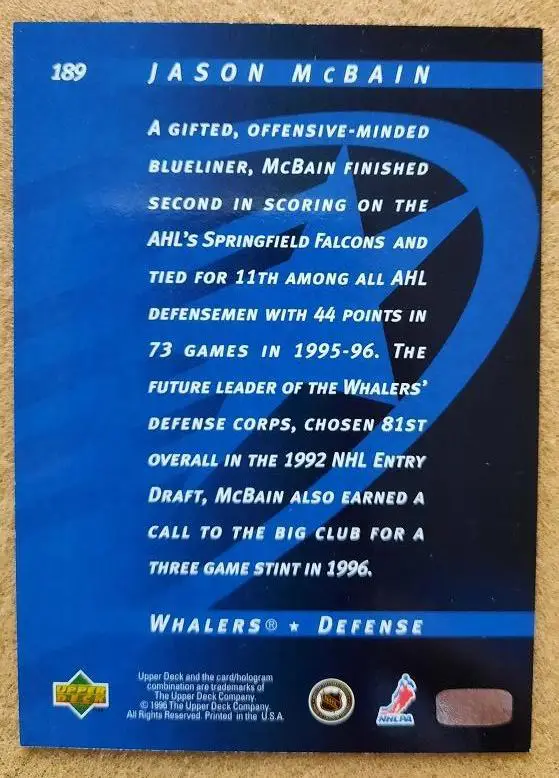 189 JASON McBAIN
A GIFTED, OFFENSIVE-MINDED
BLUELINER, McBAIN FINISHED
SECOND IN SCORING ON THE
AHL'S SPRINGFIELD FALCONS AND
TIED FOR 11TH AMONG ALL AHL
DEFENSEMEN WITH 44 POINTS IN
73 GAMES IN 1995-96. THE
FUTURE LEADER OF THE WHALERS'
DEFENSE CORPS, CHOSEN 81ST
OVERALL IN THE 1992 NHL ENTRY
DRAFT, McBAIN ALSO EARNED A
CALL TO THE BIG CLUB FOR A
THREE GAME STINT IN 1996.
WHALERS® ★ DEFENSE
UPPER DECK
Upper Deck and the card/hologram
combination are trademarks of
The Upper Deck Company.
© 1996 The Upper Deck Company.
All Rights Reserved. Printed in the U.S.A.
NHL
NHLPA